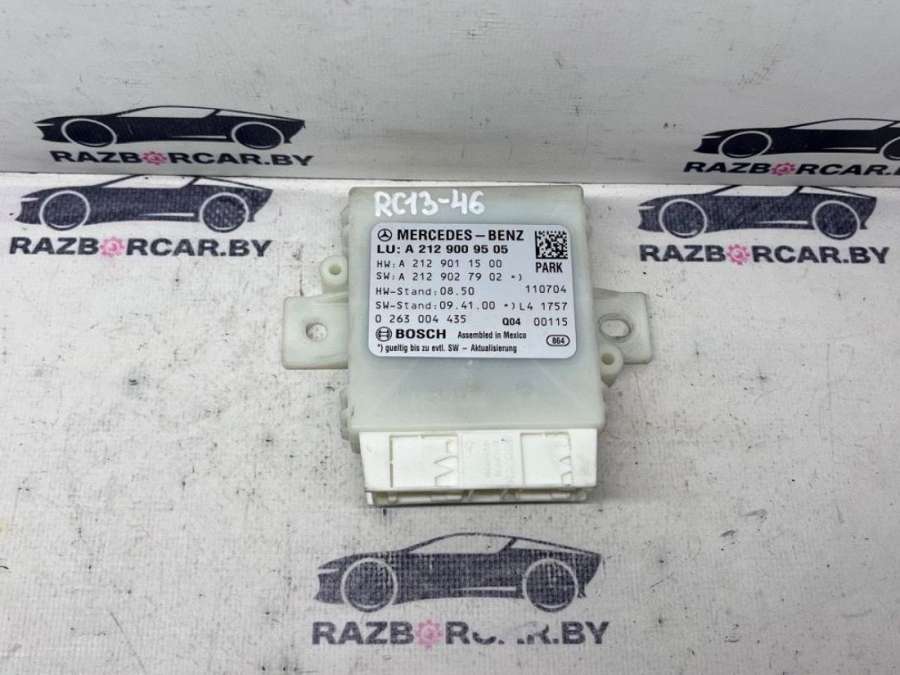 RAZBORCAR.BY
RAZBORCAR.BY
RAZBORCAR.BY
RAZBORCAR.BY
RC13-46
MERCEDES-BENZ
LU: A 212 900 95 05
HW: A 212 901 15 00
PARK
SW: A 212 902 79 02 *)
HW-Stand: 08.50 110704
SW-Stand: 09.41.00 *) L4 1757
0 263 004 435 Q04 00115
BOSCH Assembled in Mexico
864
*) gueltig bis zu evtl. SW - Aktualisierung
RAZBORCAR.BY